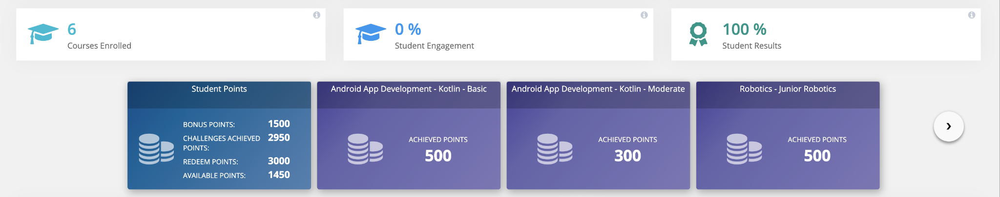 6
Courses Enrolled
0 %
Student Engagement
100 %
Student Results
Student Points
BONUS POINTS: 1500
CHALLENGES ACHIEVED 2950
POINTS:
REDEEM POINTS: 3000
AVAILABLE POINTS: 1450
Android App Development - Kotlin - Basic
ACHIEVED POINTS
500
Android App Development - Kotlin - Moderate
ACHIEVED POINTS
300
Robotics - Junior Robotics
ACHIEVED POINTS
500